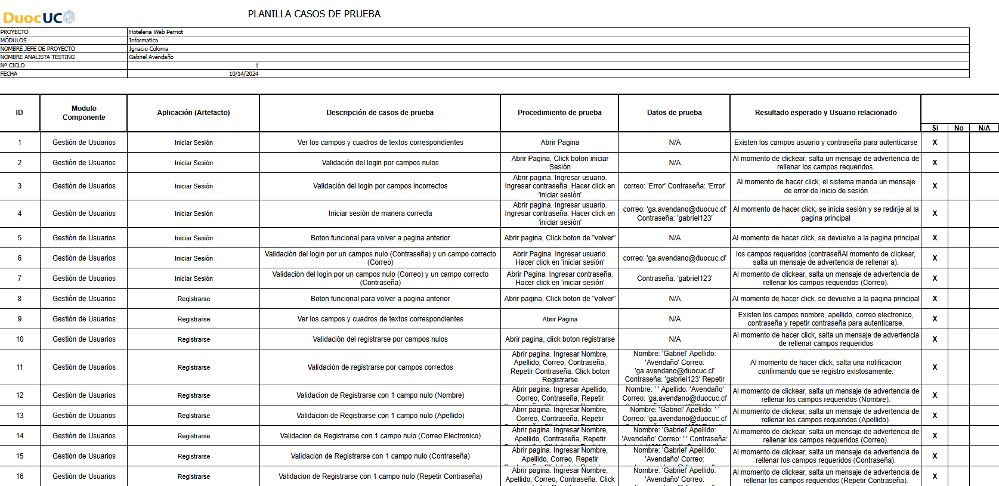 DuocUC
PLANILLA CASOS DE PRUEBA
PROYECTO Hoteleria Web Perriot
MÓDULOS Informatica
NOMBRE JEFE DE PROYECTO Ignacio Coloma
NOMBRE ANALISTA TESTING Gabriel Avendaño
Nº CICLO 1
FECHA 10/14/2024
ID
Modulo
Componente
Aplicación (Artefacto)
Descripción de casos de prueba
Procedimiento de prueba
Datos de prueba
Resultado esperado y Usuario relacionado
Si No N/A
1
Gestión de Usuarios
Iniciar Sesión
Ver los campos y cuadros de textos correspondientes
Abrir Pagina
N/A
Existen los campos usuario y contraseña para autenticarse
X
2
Gestión de Usuarios
Iniciar Sesión
Validación del login por campos nulos
Abrir Pagina, Click boton iniciar
Sesión
N/A
Al momento de clickear, salta un mensaje de advertencia de
rellenar los campos requeridos.
X
3
Gestión de Usuarios
Iniciar Sesión
Validación del login por campos incorrectos
Abrir pagina. Ingresar usuario.
Ingresar contraseña. Hacer click en
'iniciar sesión'
correo: 'Error' Contraseña: 'Error'
Al momento de hacer click, el sistema manda un mensaje
de error de inicio de sesión
X
4
Gestión de Usuarios
Iniciar Sesión
Iniciar sesión de manera correcta
Abrir pagina. Ingresar usuario.
Ingresar contraseña. Hacer click en
'iniciar sesión'
correo: 'ga.avendano@duocuc.cl'
Contraseña: 'gabriel123'
Al momento de hacer click, se inicia sesión y se redirije al la
pagina principal
X
5
Gestión de Usuarios
Iniciar Sesión
Boton funcional para volver a pagina anterior
Abrir pagina, Click boton de "volver"
N/A
Al momento de hacer click, se devuelve a la pagina principal
X
6
Gestión de Usuarios
Iniciar Sesión
Validación del login por un campos nulo (Contraseña) y un campo correcto
(Correo)
Abrir Pagina. Ingresar usuario.
Hacer click en 'iniciar sesión'
correo: 'ga.avendano@duocuc.cl'
los campos requeridos (contraseñAl momento de clickear,
salta un mensaje de advertencia de rellenar a).
X
7
Gestión de Usuarios
Iniciar Sesión
Validación del login por un campos nulo (Correo) y un campo correcto
(Contraseña)
Abrir Pagina. Ingresar contraseña.
Hacer click en 'iniciar sesión'
Contraseña: 'gabriel123'
Al momento de clickear, salta un mensaje de advertencia de
rellenar los campos requeridos (Correo).
X
8
Gestión de Usuarios
Registrarse
Boton funcional para volver a pagina anterior
Abrir pagina, Click boton de "volver"
N/A
Al momento de hacer click, se devuelve a la pagina principal
X
9
Gestión de Usuarios
Registrarse
Ver los campos y cuadros de textos correspondientes
Abrir Pagina
N/A
Existen los campos nombre, apellido, correo electronico,
contraseña y repetir contraseña para autenticarse.
X
10
Gestión de Usuarios
Registrarse
Validación del registrarse por campos nulos
Abrir pagina, click boton registrarse
N/A
Al momento de hacer click, salta un mensaje de advertencia
de rellenar campos requeridos
X
11
Gestión de Usuarios
Registrarse
Validación de registrarse por campos correctos
Abrir pagina. Ingresar Nombre,
Apellido, Correo, Contraseña,
Repetir Contraseña. Click boton
Registrarse
Nombre: 'Gabriel' Apellido:
'Avendaño' Correo:
'ga.avendano@duocuc.cl'
Contraseña: 'gabriel123' Repetir
Al momento de hacer click, salta una notificacion
confirmando que se registro existosamente.
X
12
Gestión de Usuarios
Registrarse
Validacion de Registrarse con 1 campo nulo (Nombre)
Abrir pagina. Ingresar Apellido,
Correo, Contraseña, Repetir
Nombre: ' ' Apellido: 'Avendaño'
Correo: 'ga.avendano@duocuc.cl'
Al momento de clickear, salta un mensaje de advertencia de
rellenar los campos requeridos (Nombre).
X
13
Gestión de Usuarios
Registrarse
Validacion de Registrarse con 1 campo nulo (Apellido)
Abrir pagina. Ingresar Nombre,
Correo, Contraseña, Repetir
Nombre: 'Gabriel' Apellido: ' '
Correo: 'ga.avendano@duocuc.cl'
Al momento de clickear, salta un mensaje de advertencia de
rellenar los campos requeridos (Apellido).
X
14
Gestión de Usuarios
Registrarse
Validacion de Registrarse con 1 campo nulo (Correo Electronico)
Abrir pagina. Ingresar Nombre,
Apellido, Contraseña, Repetir
Nombre: 'Gabriel' Apellido:
'Avendaño' Correo: ' ' Contraseña:
Al momento de clickear, salta un mensaje de advertencia de
rellenar los campos requeridos (Correo).
X
15
Gestión de Usuarios
Registrarse
Validacion de Registrarse con 1 campo nulo (Contraseña)
Abrir pagina. Ingresar Nombre,
Apellido, Correo, Repetir
Nombre: 'Gabriel' Apellido:
'Avendaño' Correo:
Al momento de clickear, salta un mensaje de advertencia de
rellenar los campos requeridos (Contraseña).
X
16
Gestión de Usuarios
Registrarse
Validacion de Registrarse con 1 campo nulo (Repetir Contraseña)
Abrir pagina. Ingresar Nombre,
Apellido, Correo, Contraseña. Click
Nombre: 'Gabriel' Apellido:
'Avendaño' Correo:
Al momento de clickear, salta un mensaje de advertencia de
rellenar los campos requeridos (Repetir Contraseña).
X